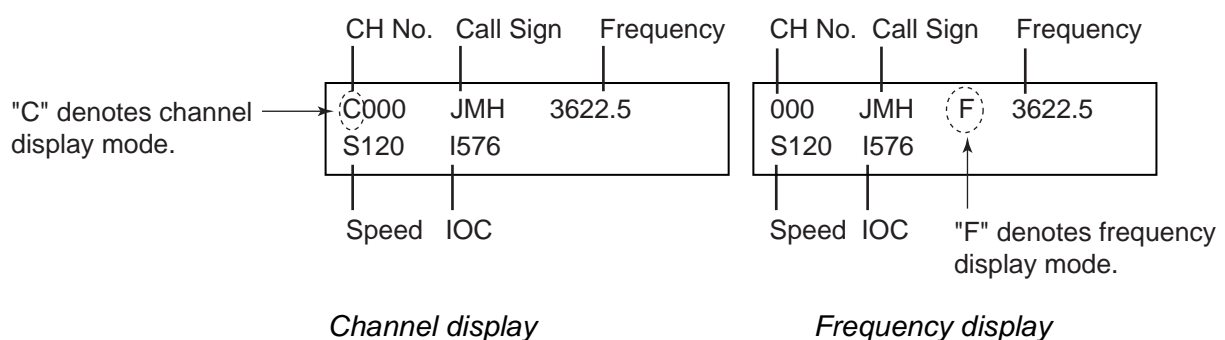 CH No. Call Sign Frequency
"C" denotes channel
display mode.
C000 JMH 3622.5
S120 I576
Speed IOC
Channel display
CH No. Call Sign Frequency
000 JMH F 3622.5
S120 I576
Speed IOC
"F" denotes frequency
display mode.
Frequency display